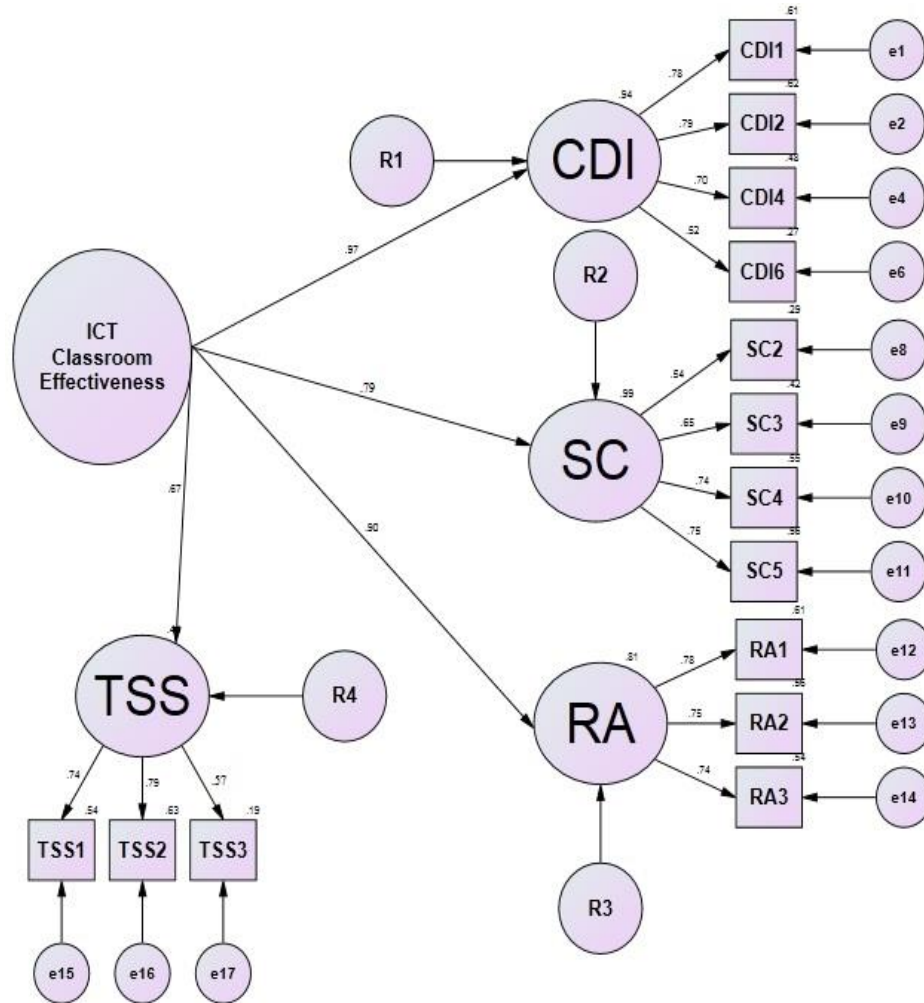 .61
CDI1
e1
.78
.94
.62
CDI2
e2
.79
CDI
R1
.48
CDI4
e4
.70
.52
.27
CDI6
e6
.97
R2
ICT
Classroom
Effectiveness
.29
SC2
e8
.54
.99
.42
SC3
e9
.65
.79
SC
.55
SC4
e10
.74
.75
.56
SC5
e11
.67
.90
.61
RA1
e12
.78
.81
TSS
R4
RA
.56
RA2
e13
.75
.54
RA3
e14
.74
.74
.79
.54
.63
.19
TSS1
TSS2
TSS3
R3
e15
e16
e17